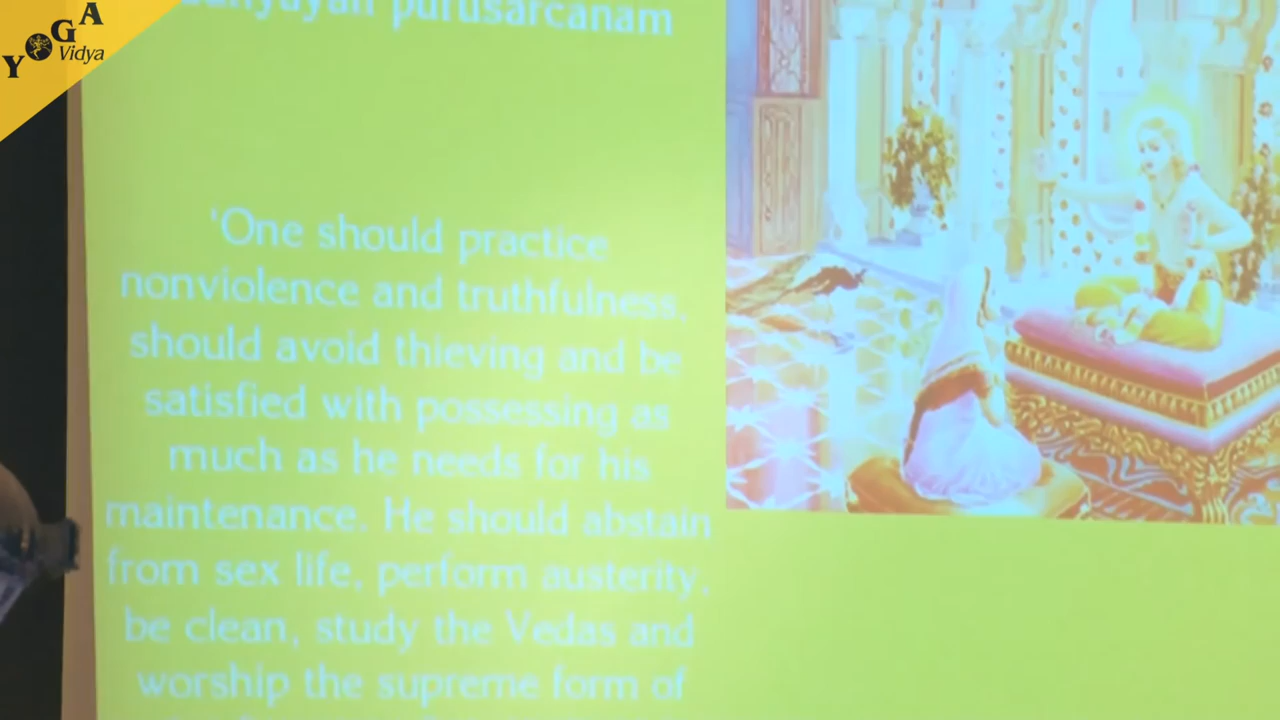 YOGA
Vidya
purusarcanam
'One should practice
nonviolence and truthfulness,
should avoid thieving and be
satisfied with possessing as
much as he needs for his
maintenance. He should abstain
from sex life, perform austerity,
be clean, study the Vedas and
worship the supreme form of